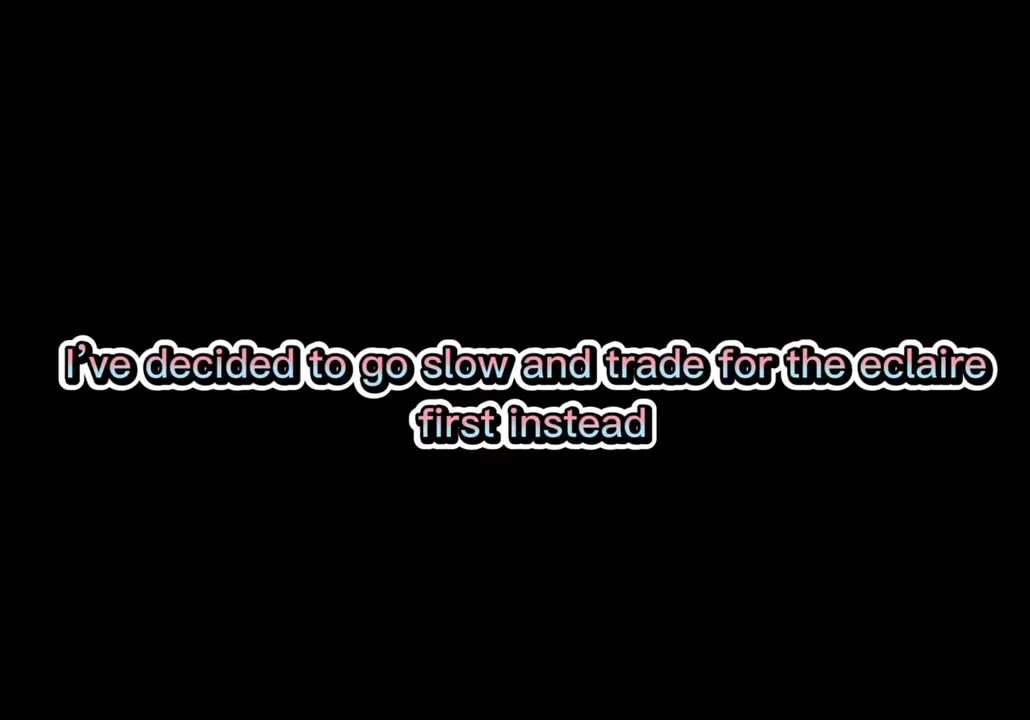 I’ve decided to go slow and trade for the eclaire
first instead